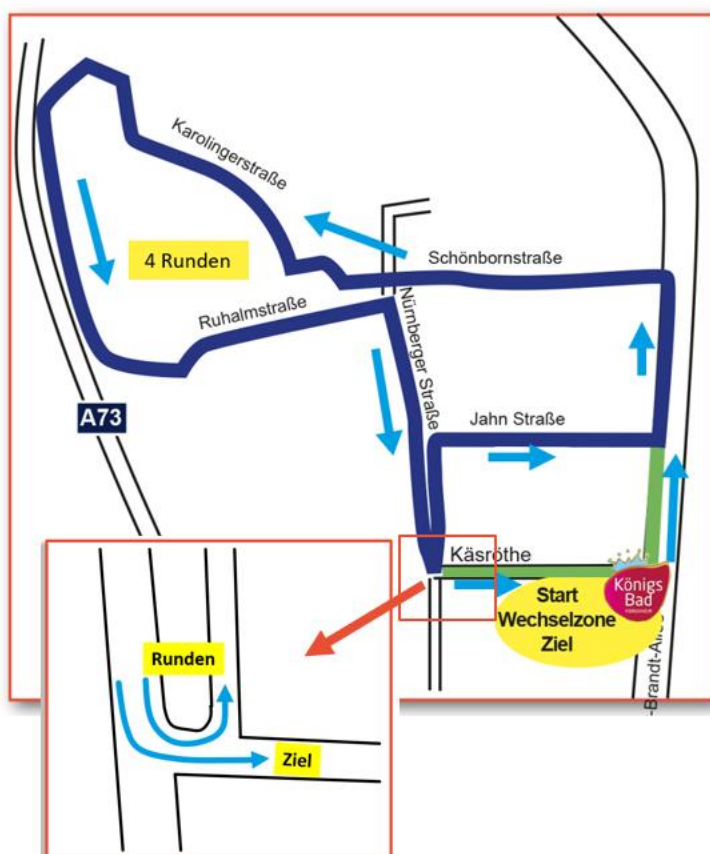 Karolingerstraße
4 Runden
Schönbornstraße
Ruhalmstraße
Nürnberger Straße
A73
Jahn Straße
Käsröthe
Start
Wechselzone
Ziel
Königs
Bad
-Brandt-Allee
Runden
Ziel